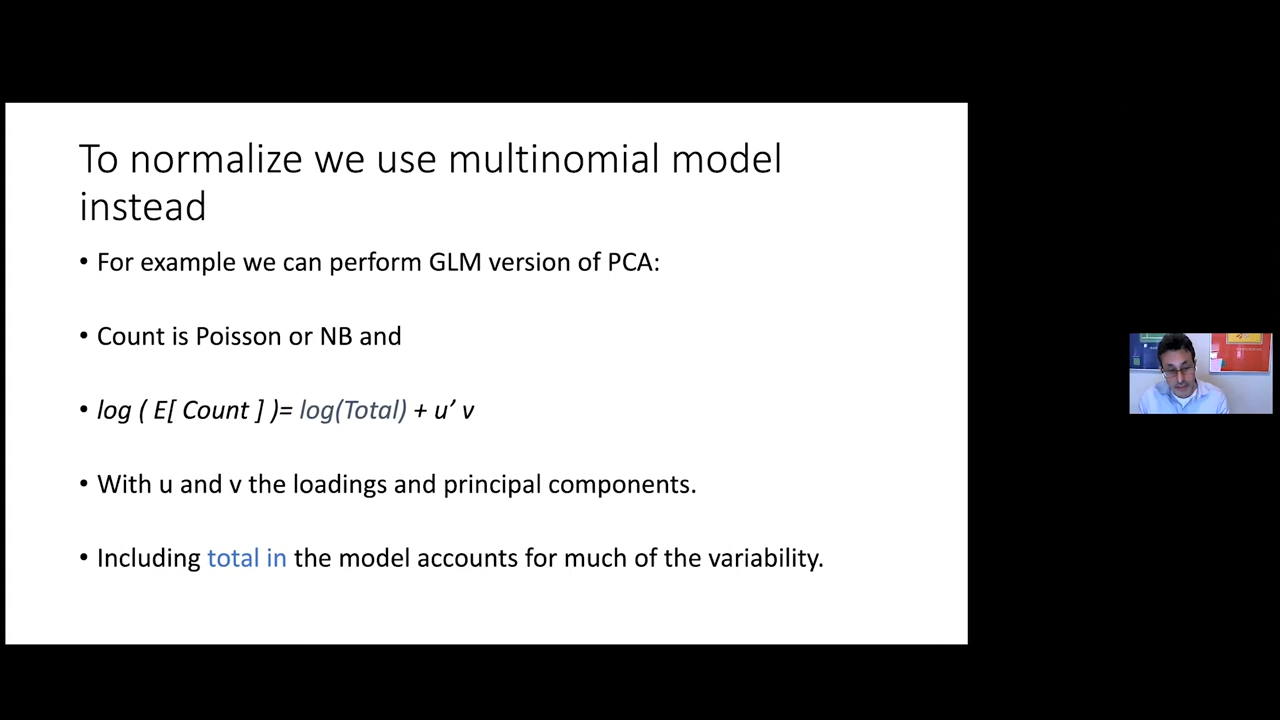 To normalize we use multinomial model
instead
• For example we can perform GLM version of PCA:
• Count is Poisson or NB and
• log ( E[ Count ] )= log(Total) + u’ v
• With u and v the loadings and principal components.
• Including total in the model accounts for much of the variability.